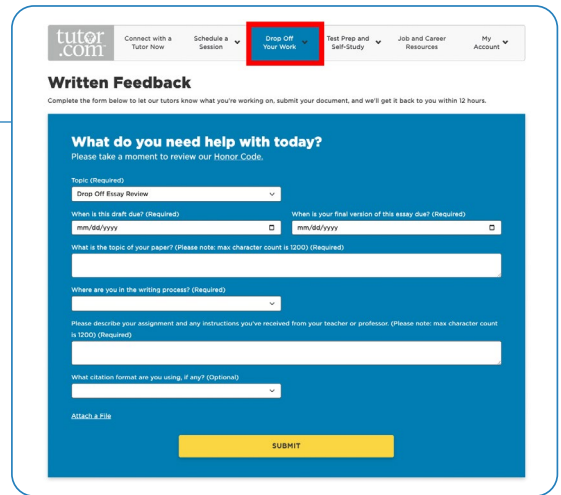 tutor
.com
Connect with a
Tutor Now
Schedule a
Session
Drop Off
Your Work
Test Prep and
Self-Study
Job and Career
Resources
My
Account
Written Feedback
Complete the form below to let our tutors know what you're working on, submit your document, and we'll get it back to you within 12 hours.
What do you need help with today?
Please take a moment to review our Honor Code.
Topic (Required)
Drop Off Essay Review
When is this draft due? (Required)
When is your final version of this essay due? (Required)
mm/dd/yyyy
mm/dd/yyyy
What is the topic of your paper? (Please note: max character count is 1200) (Required)
Where are you in the writing process? (Required)
Please describe your assignment and any instructions you've received from your teacher or professor. (Please note: max character count
is 1200) (Required)
What citation format are you using, if any? (Optional)
Attach a File
SUBMIT